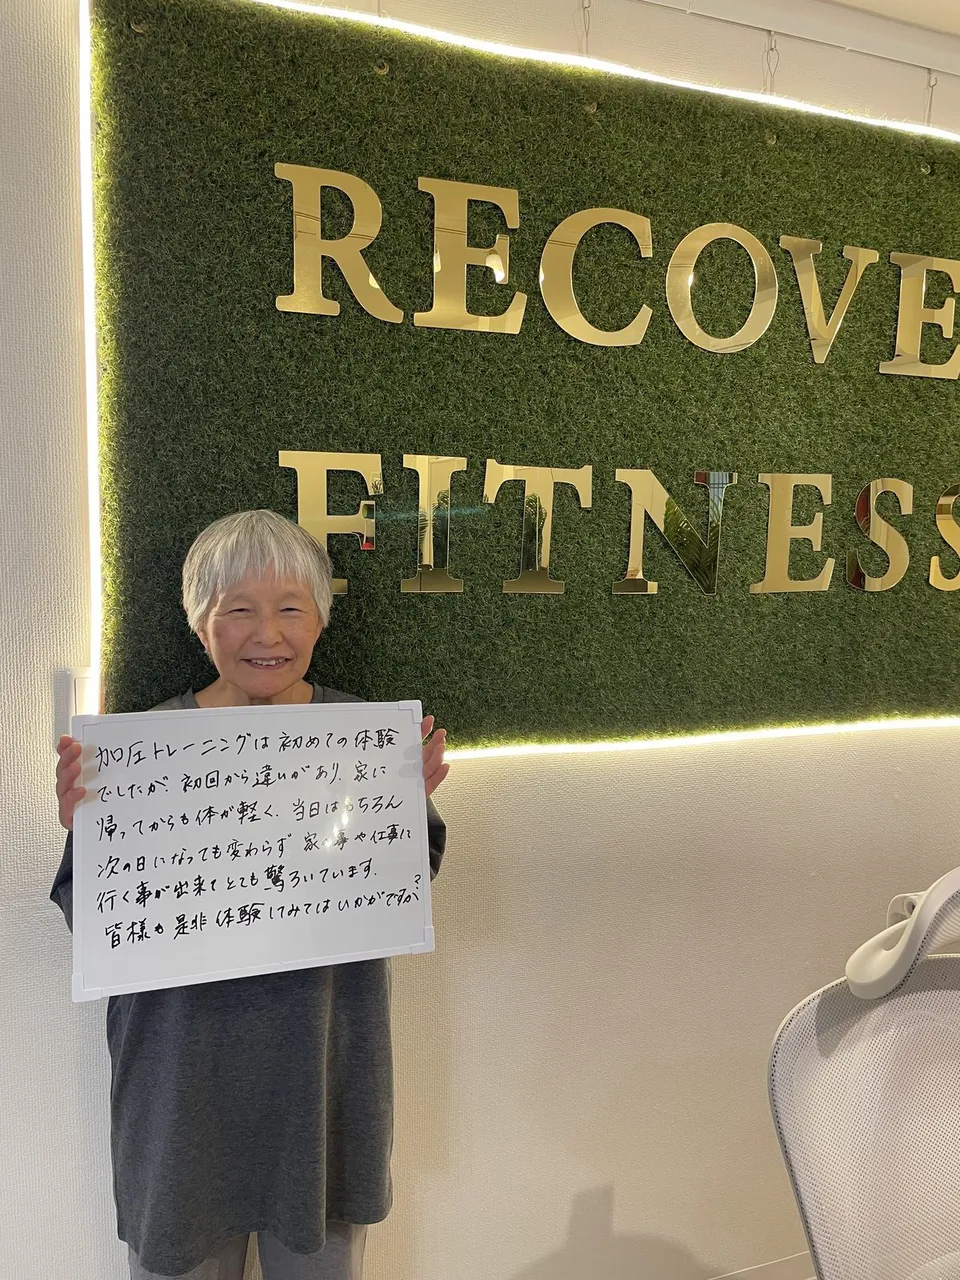 RECOVE
FITNESS
加圧トレーニングは初めての体験
でしたが、初回から違いがあり、家に
帰ってからも体が軽く、当日はもちろん
次の日になっても変わらず家の事や仕事に
行く事が出来てとても驚ろいています。
皆様も是非体験してみてはいかがですか?